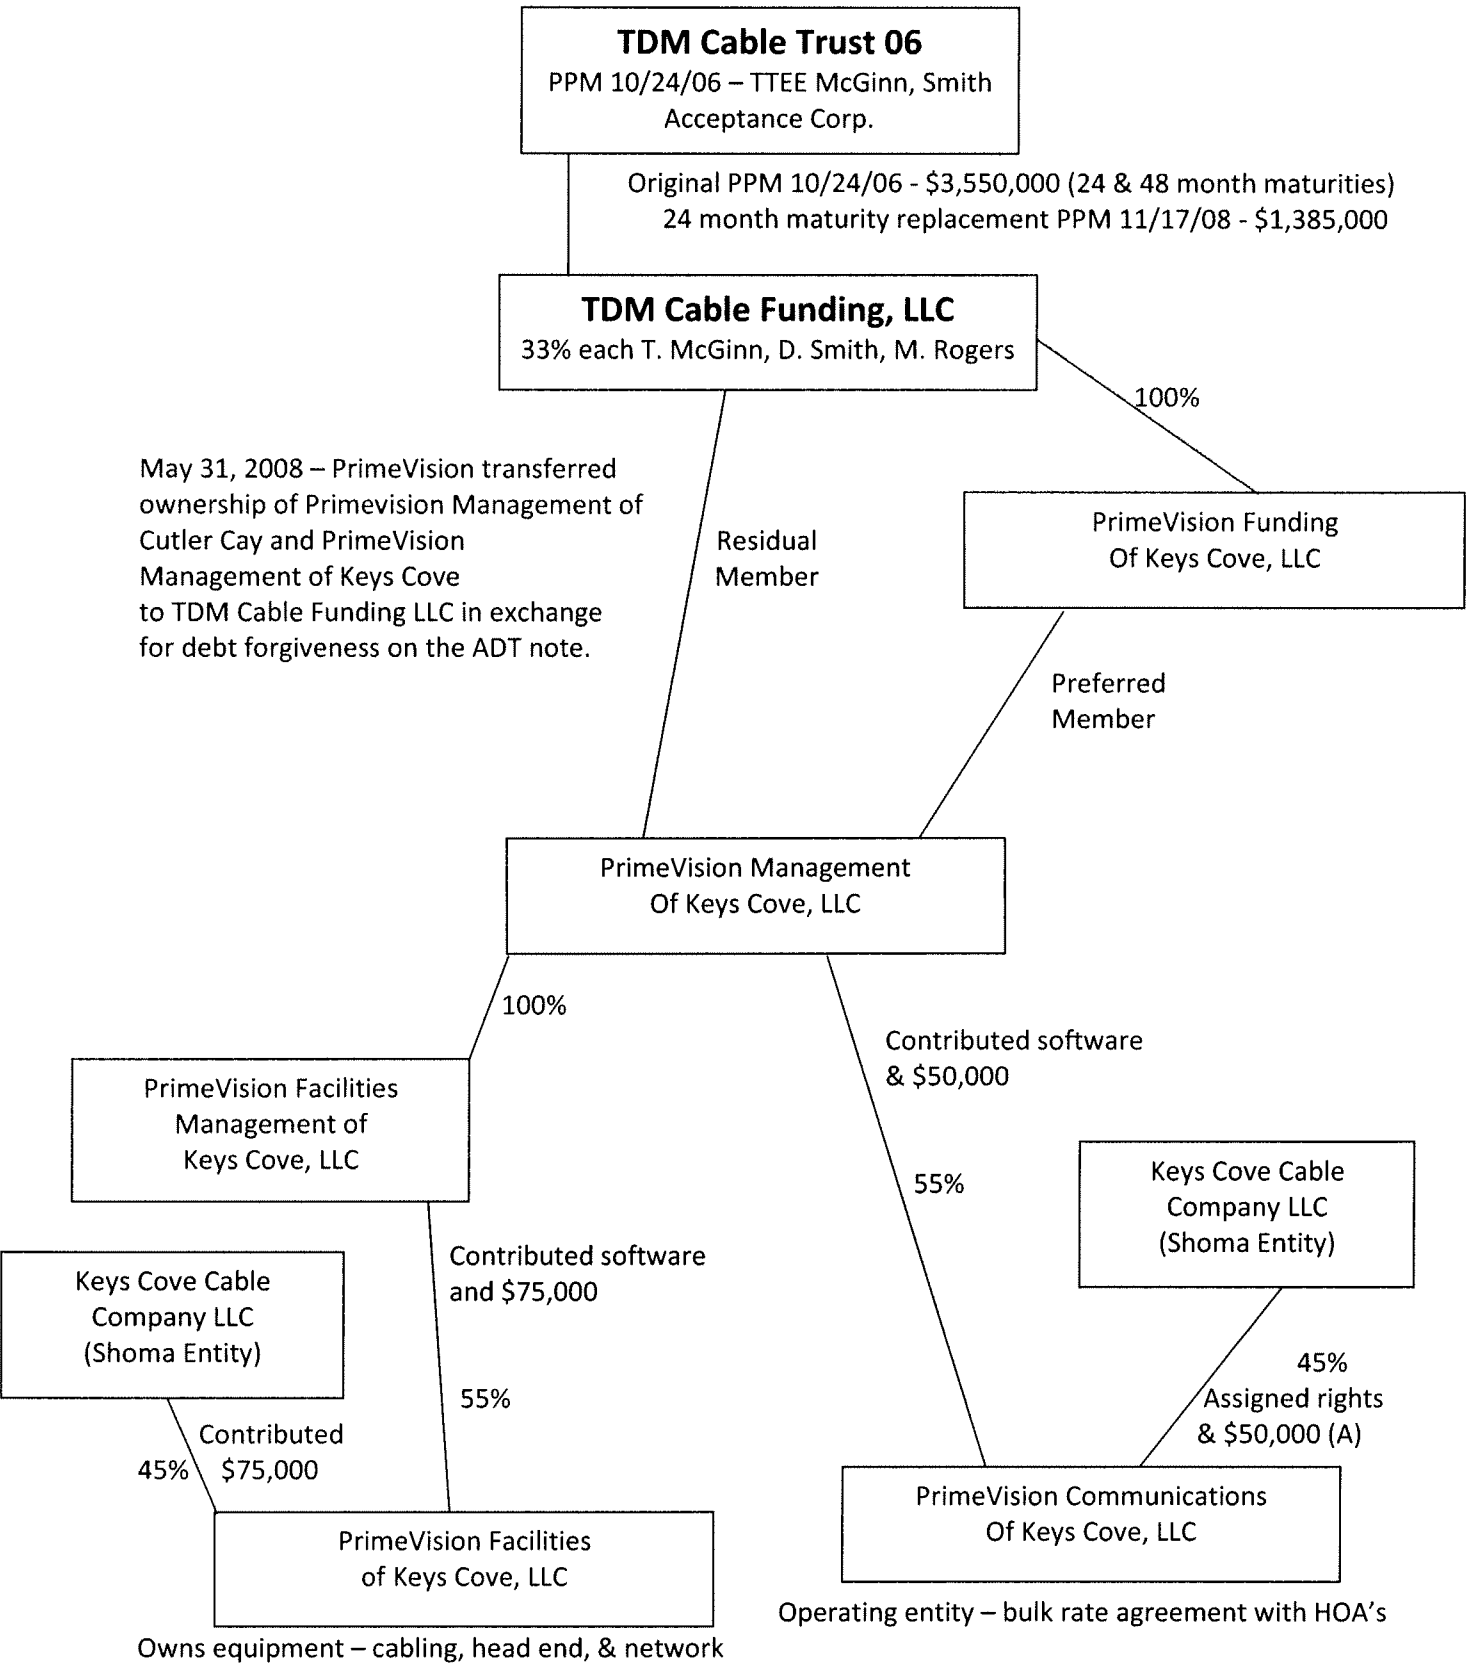 TDM Cable Trust 06
PPM 10/24/06 – TTEE McGinn, Smith
Acceptance Corp.
Original PPM 10/24/06 - $3,550,000 (24 & 48 month maturities)
24 month maturity replacement PPM 11/17/08 - $1,385,000
TDM Cable Funding, LLC
33% each T. McGinn, D. Smith, M. Rogers
100%
May 31, 2008 – PrimeVision transferred
ownership of Primevision Management of
Cutler Cay and PrimeVision
Management of Keys Cove
to TDM Cable Funding LLC in exchange
for debt forgiveness on the ADT note.
Residual
Member
PrimeVision Funding
Of Keys Cove, LLC
Preferred
Member
PrimeVision Management
Of Keys Cove, LLC
100%
Contributed software
& $50,000
PrimeVision Facilities
Management of
Keys Cove, LLC
55%
Keys Cove Cable
Company LLC
(Shoma Entity)
Contributed software
and $75,000
Keys Cove Cable
Company LLC
(Shoma Entity)
55%
45%
Assigned rights
& $50,000 (A)
Contributed
$75,000
45%
PrimeVision Communications
Of Keys Cove, LLC
PrimeVision Facilities
of Keys Cove, LLC
Operating entity – bulk rate agreement with HOA's
Owns equipment – cabling, head end, & network